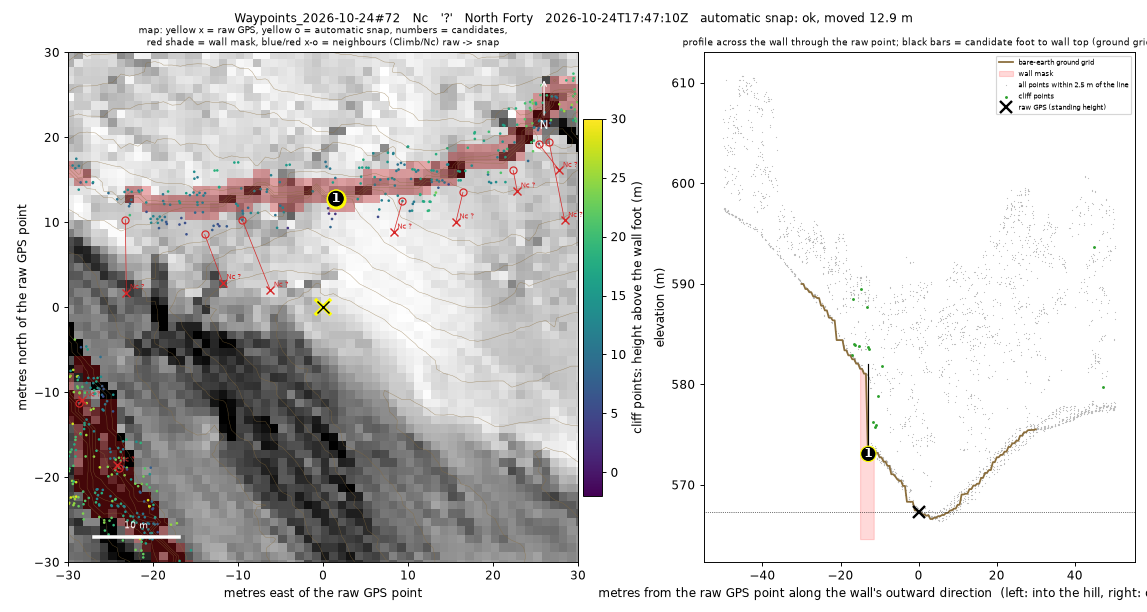 Waypoints_2026-10-24#72 Nc '?' North Forty 2026-10-24T17:47:10Z automatic snap: ok, moved 12.9 m
map: yellow x = raw GPS, yellow o = automatic snap, numbers = candidates,
red shade = wall mask, blue/red x-o = neighbours (Climb/Nc) raw -> snap
profile across the wall through the raw point; black bars = candidate foot to wall top (ground gri
30
20
10
0
−10
−20
−30
−30
−20
−10
0
10
20
30
metres north of the raw GPS point
metres east of the raw GPS point
N
1
Nc ?
Nc ?
Nc ?
Nc ?
Nc ?
Nc ?
Nc ?
Nc ?
10 m
30
25
20
15
10
5
0
cliff points: height above the wall foot (m)
bare-earth ground grid
wall mask
all points within 2.5 m of the line
cliff points
raw GPS (standing height)
610
600
590
580
570
elevation (m)
1
−40
−20
0
20
40
metres from the raw GPS point along the wall's outward direction (left: into the hill, right: